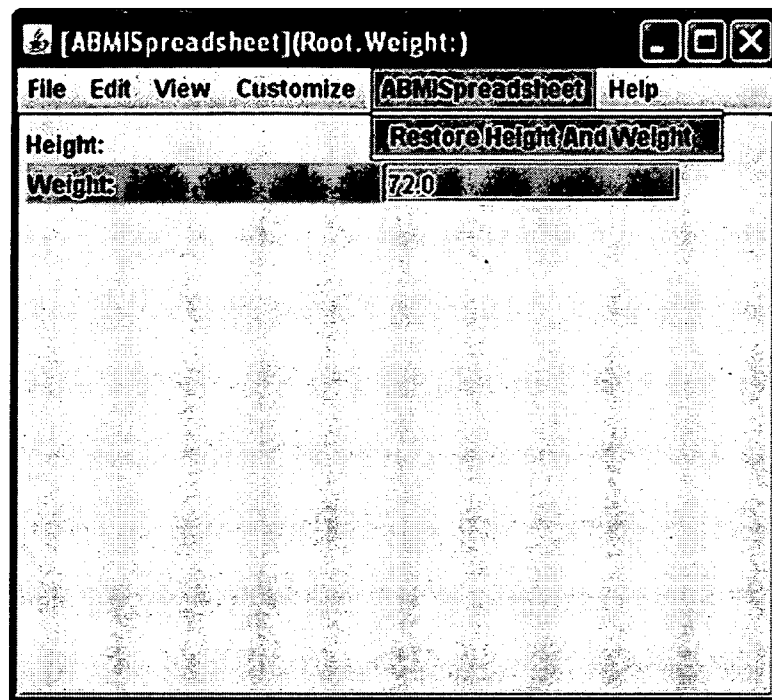 [ABMISpreadsheet](Root.Weight:)
File Edit View Customize ABMISpreadsheet Help
Restore Height And Weight
Height:
Weight: 72.0